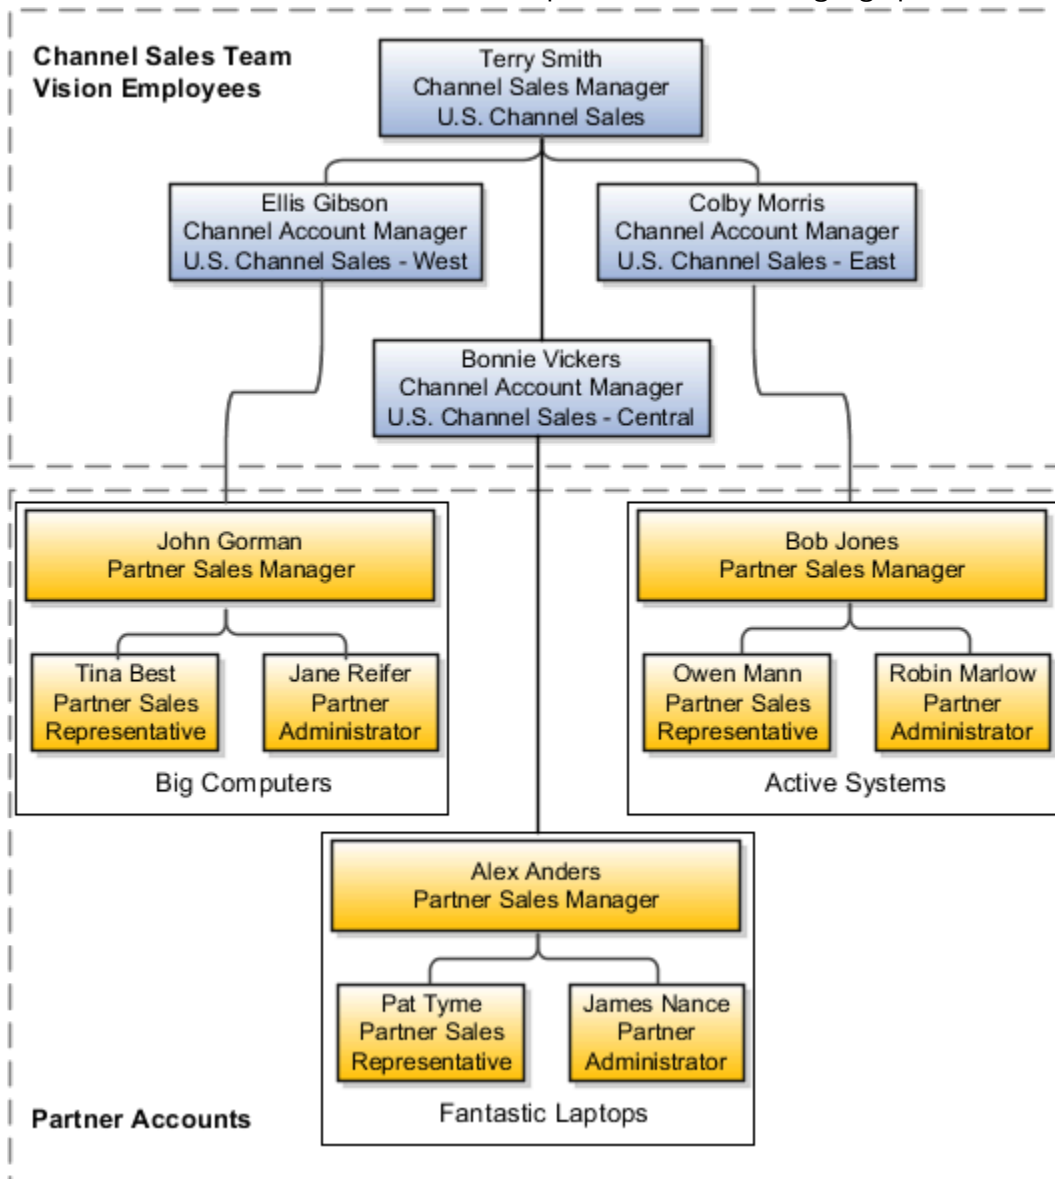 Channel Sales Team
Vision Employees
Terry Smith
Channel Sales Manager
U.S. Channel Sales
Ellis Gibson
Channel Account Manager
U.S. Channel Sales - West
Colby Morris
Channel Account Manager
U.S. Channel Sales - East
Bonnie Vickers
Channel Account Manager
U.S. Channel Sales - Central
John Gorman
Partner Sales Manager
Tina Best
Partner Sales
Representative
Jane Reifer
Partner
Administrator
Big Computers
Bob Jones
Partner Sales Manager
Owen Mann
Partner Sales
Representative
Robin Marlow
Partner
Administrator
Active Systems
Alex Anders
Partner Sales Manager
Pat Tyme
Partner Sales
Representative
James Nance
Partner
Administrator
Fantastic Laptops
Partner Accounts